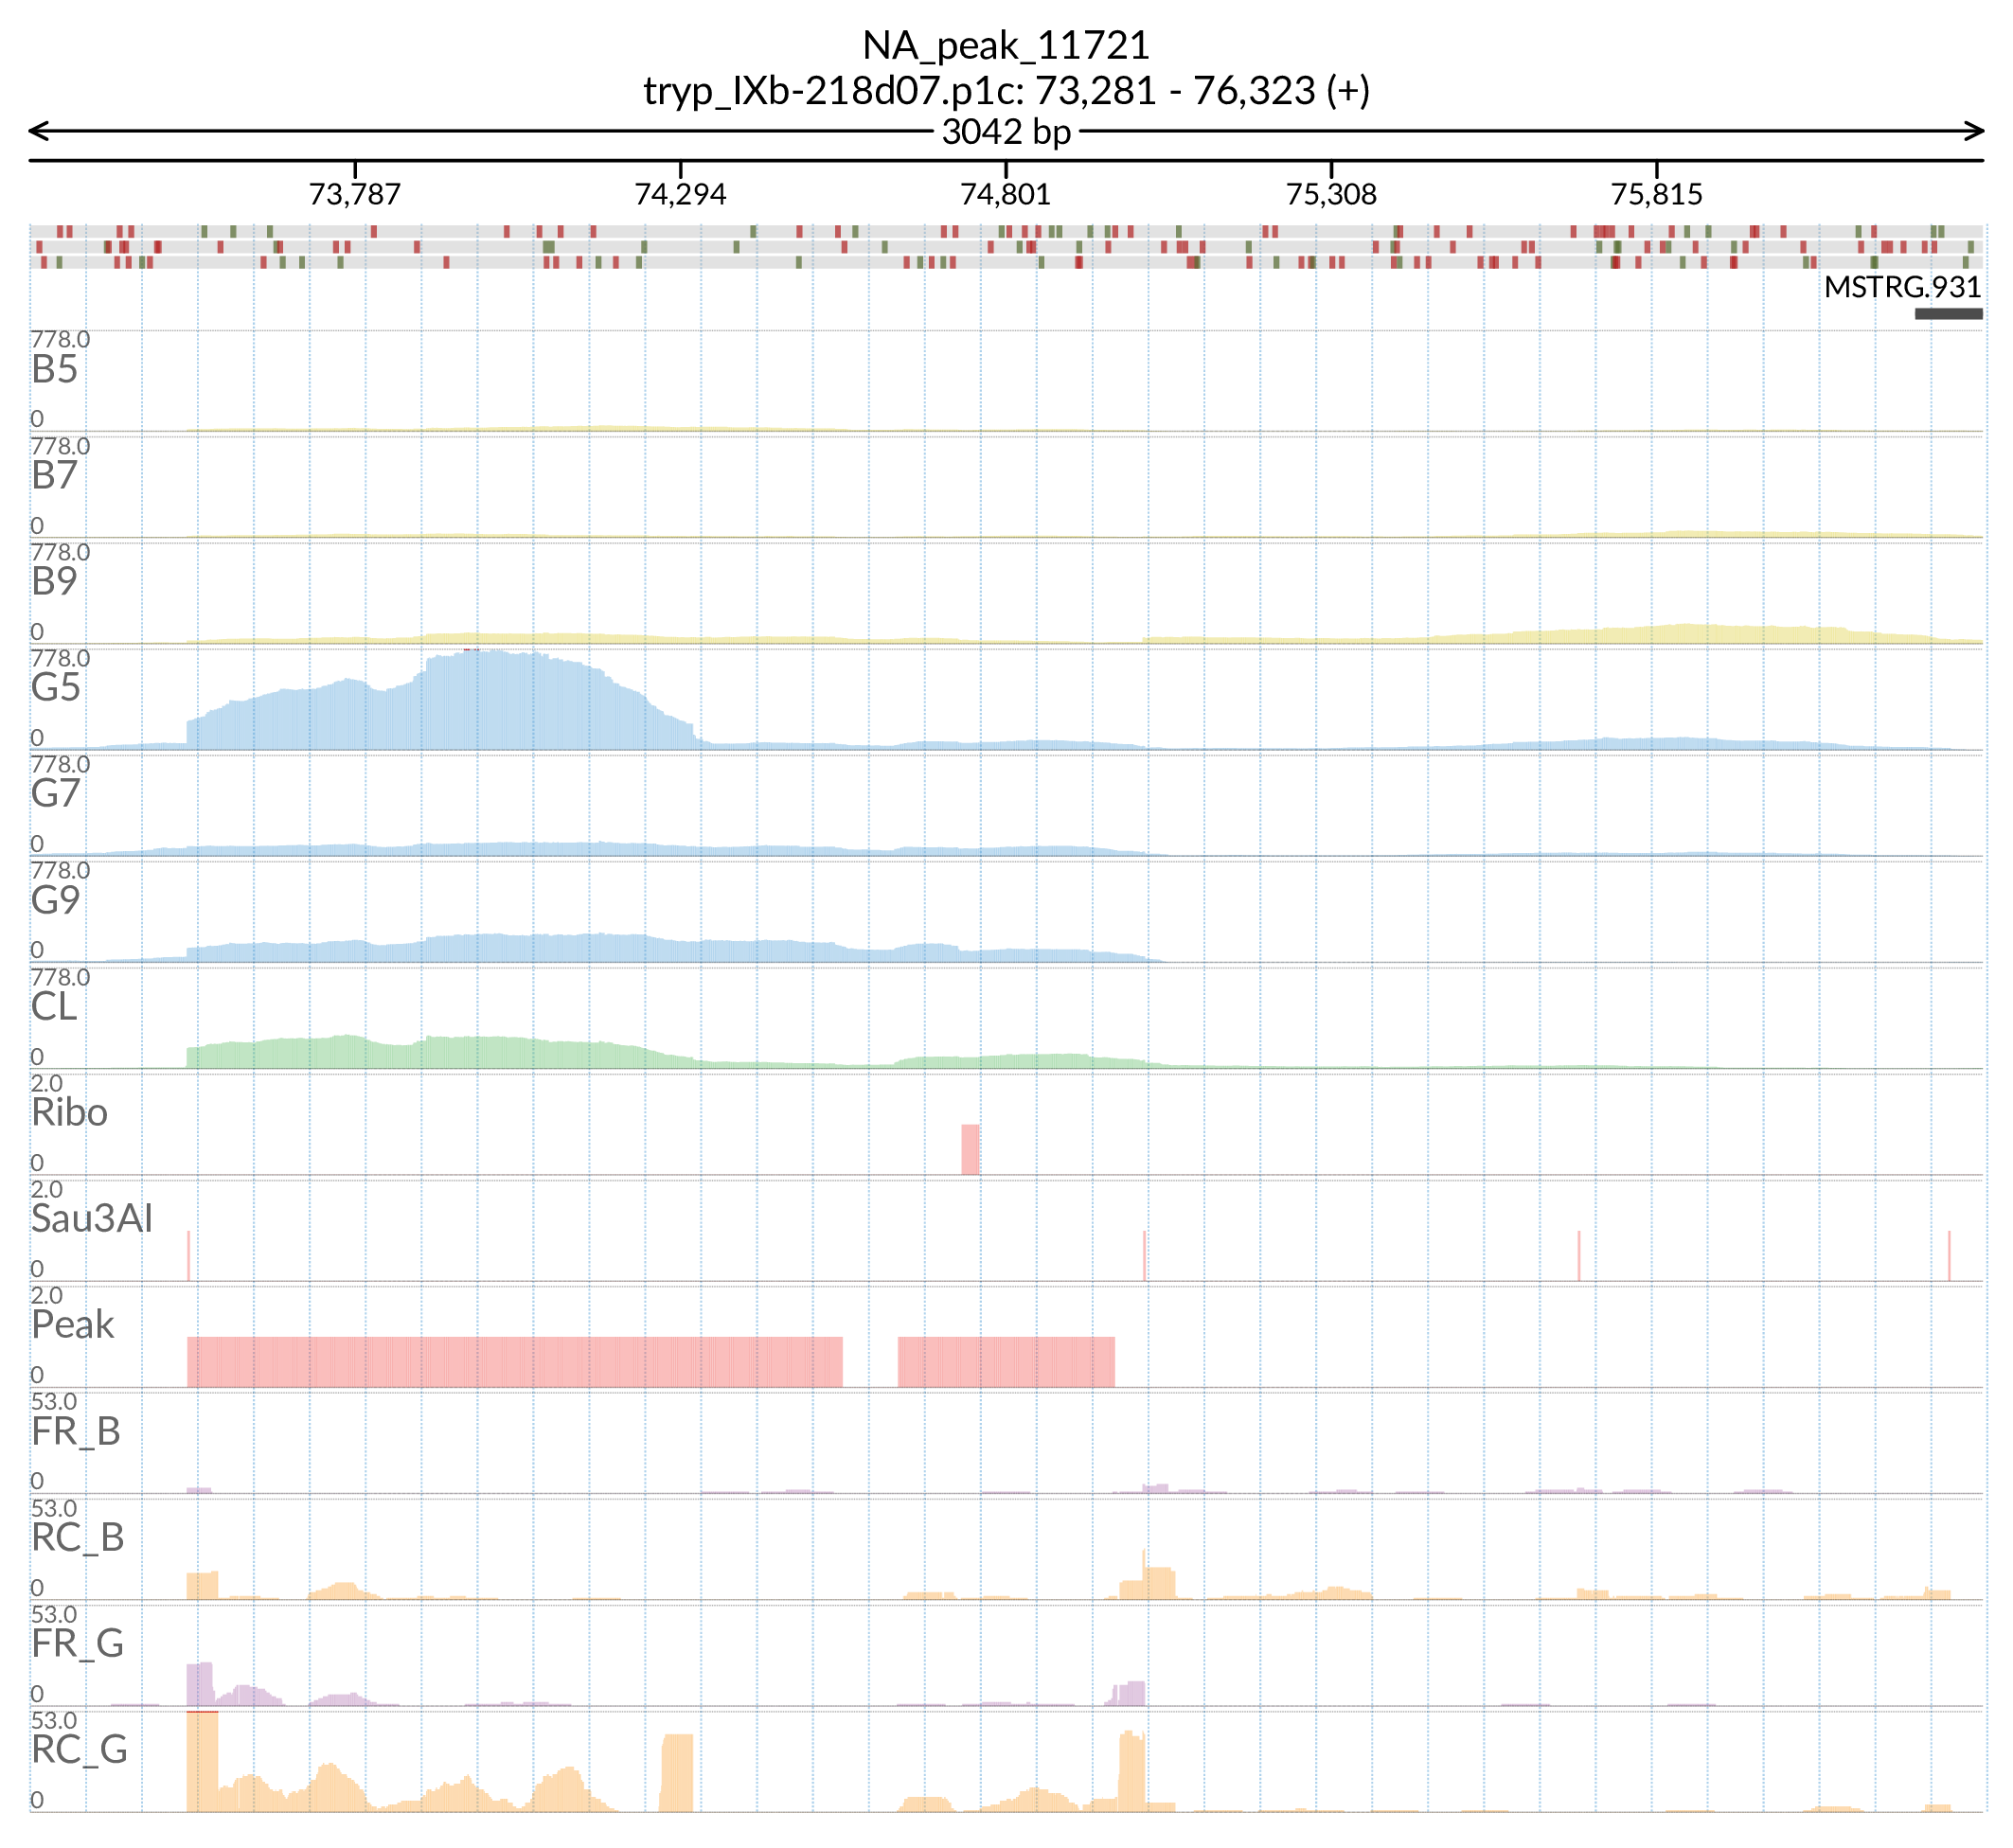 NA_peak_11721
tryp_IXb-218d07.p1c: 73,281 - 76,323 (+)
3042 bp
73,787 74,294 74,801 75,308 75,815
MSTRG.931
778.0
B5
0
778.0
B7
0
778.0
B9
0
778.0
G5
0
778.0
G7
0
778.0
G9
0
778.0
CL
0
2.0
Ribo
0
2.0
Sau3AI
0
2.0
Peak
0
53.0
FR_B
0
53.0
RC_B
0
53.0
FR_G
0
53.0
RC_G
0